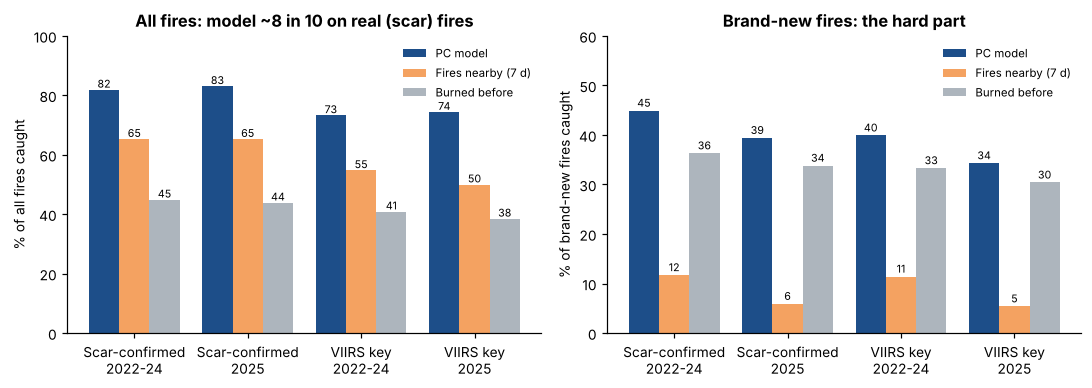 All fires: model ~8 in 10 on real (scar) fires
% of all fires caught
100
80
60
40
20
0
PC model
Fires nearby (7 d)
Burned before
82
65
45
83
65
44
73
55
41
74
50
38
Scar-confirmed
2022-24
Scar-confirmed
2025
VIIRS key
2022-24
VIIRS key
2025
Brand-new fires: the hard part
% of brand-new fires caught
60
50
40
30
20
10
0
PC model
Fires nearby (7 d)
Burned before
45
12
36
39
6
34
40
11
33
34
5
30
Scar-confirmed
2022-24
Scar-confirmed
2025
VIIRS key
2022-24
VIIRS key
2025